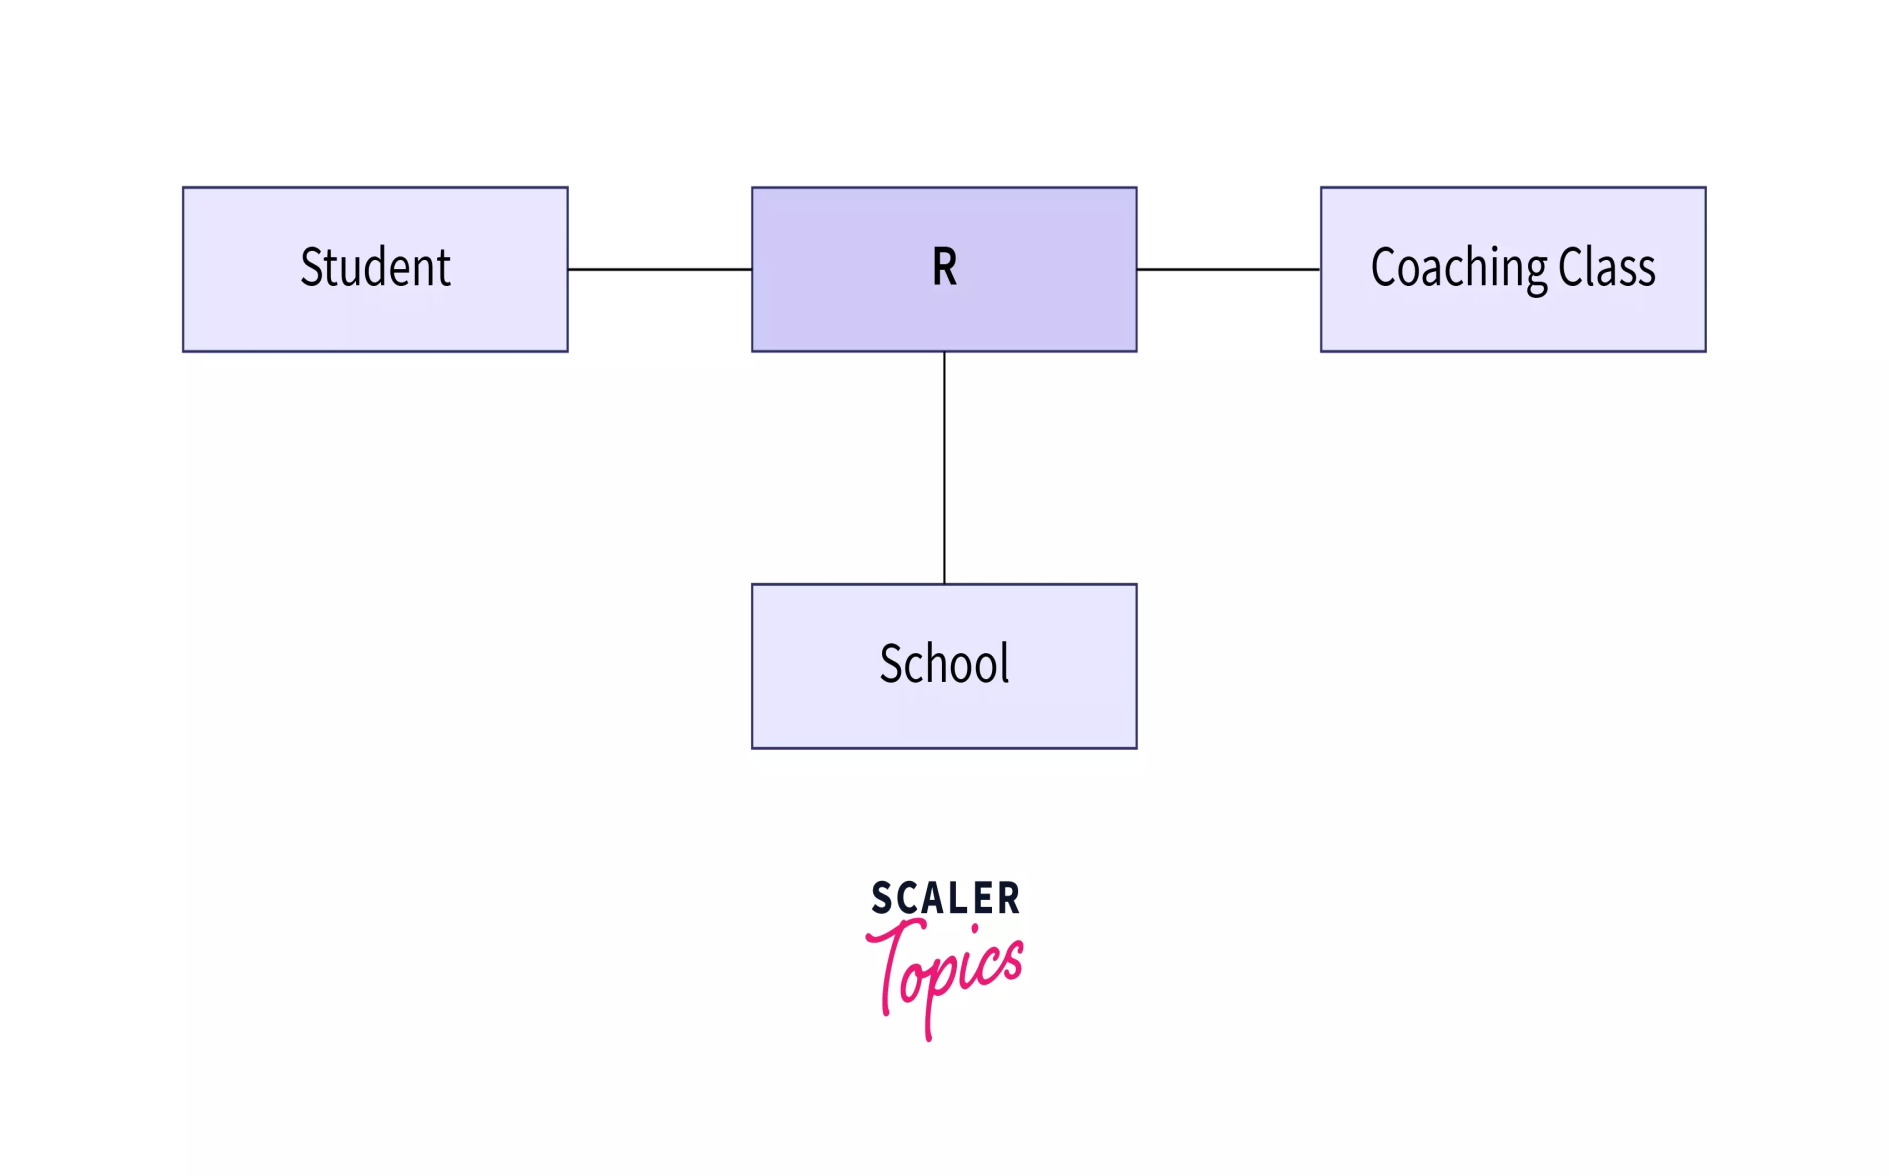 Student
R
Coaching Class
School
SCALER
Topics